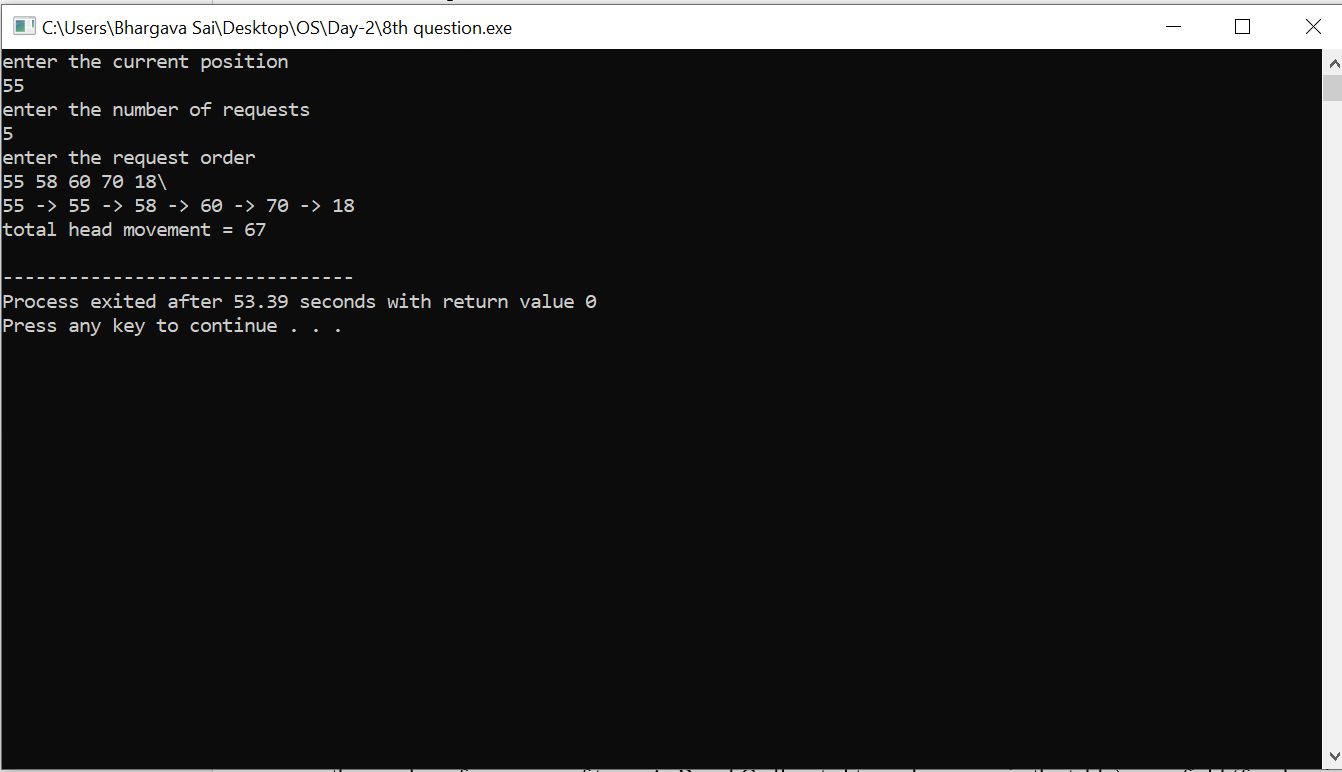 C:\Users\Bhargava Sai\Desktop\OS\Day-2\8th question.exe
enter the current position
55
enter the number of requests
5
enter the request order
55 58 60 70 18\
55 -> 55 -> 58 -> 60 -> 70 -> 18
total head movement = 67
--------------------------------
Process exited after 53.39 seconds with return value 0
Press any key to continue . . .